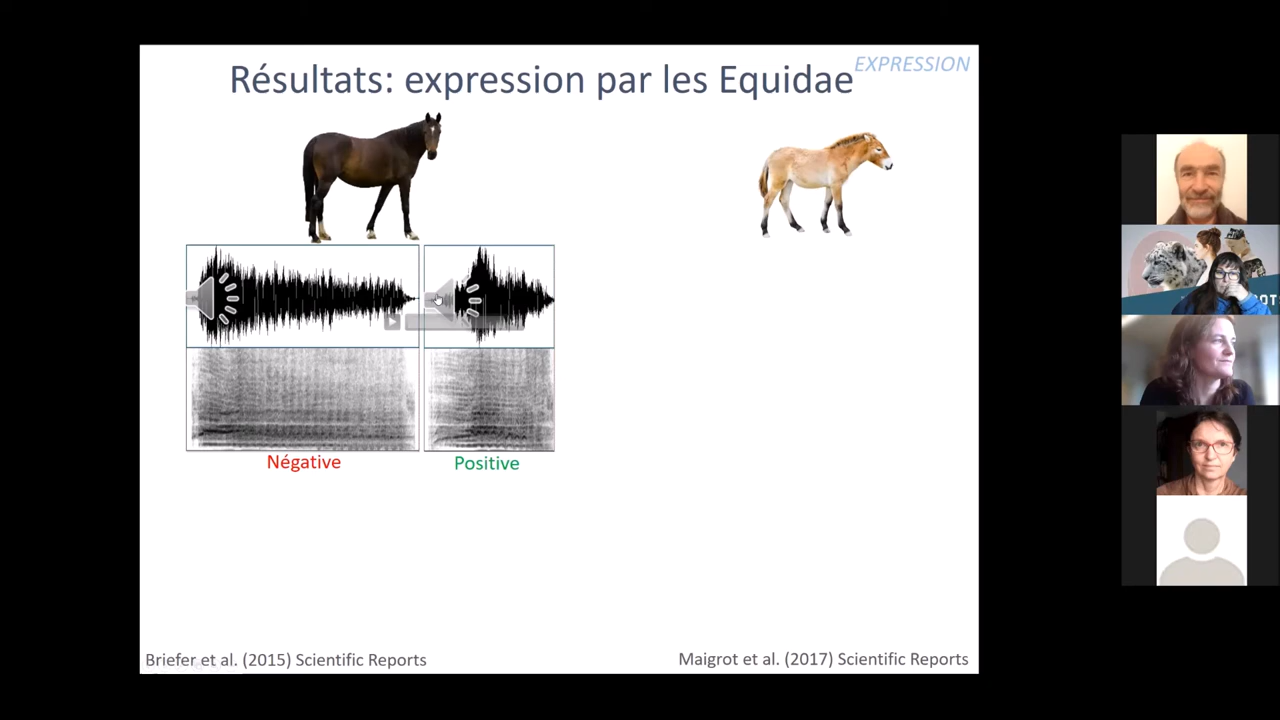 EXPRESSION
Résultats: expression par les Equidae
Négative
Positive
Briefer et al. (2015) Scientific Reports
Maigrot et al. (2017) Scientific Reports